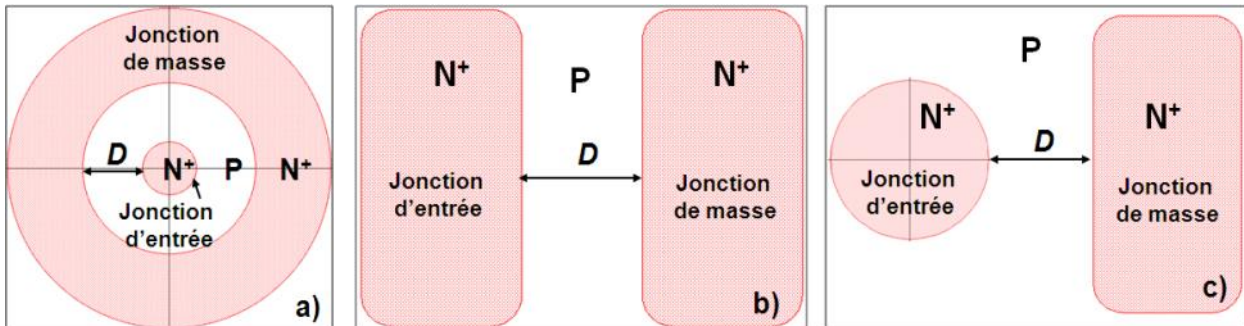 Jonction
de masse
D
N+
P
N+
Jonction
d'entrée
a)
N+
P
N+
D
Jonction
d'entrée
Jonction
de masse
b)
P
N+
N+
D
Jonction
d'entrée
Jonction
de masse
c)